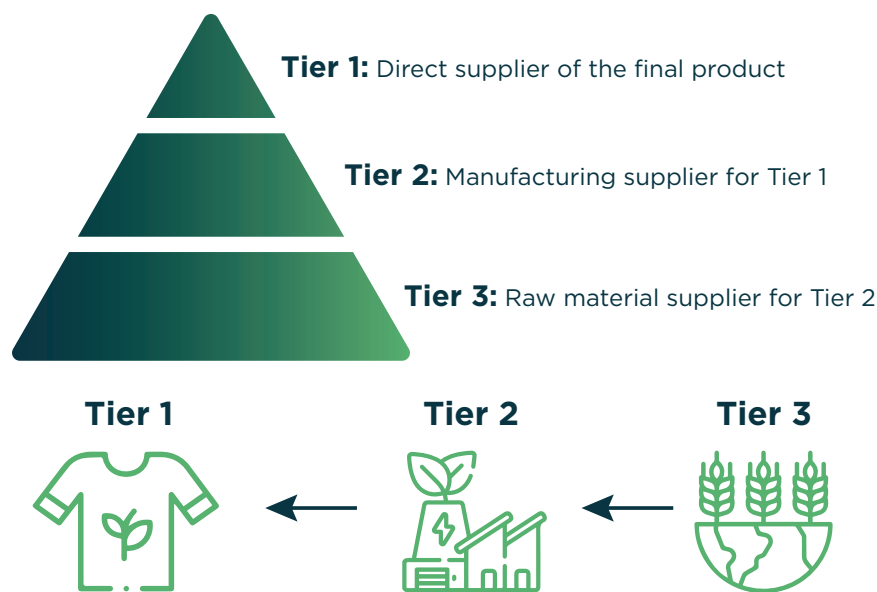 Tier 1: Direct supplier of the final product
Tier 2: Manufacturing supplier for Tier 1
Tier 3: Raw material supplier for Tier 2
Tier 1
Tier 2
Tier 3